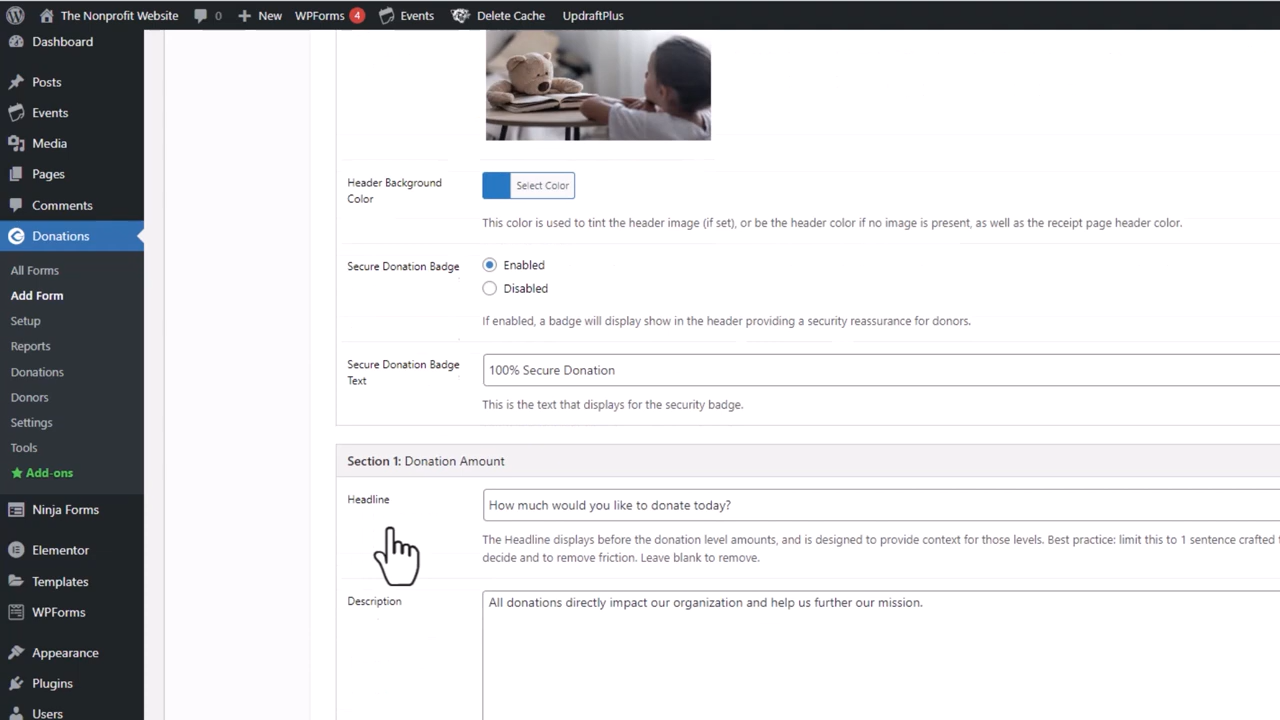 The Nonprofit Website
0
New
WPForms 4
Events
Delete Cache
UpdraftPlus
Dashboard
Posts
Events
Media
Pages
Comments
Donations
All Forms
Add Form
Setup
Reports
Donations
Donors
Settings
Tools
Add-ons
Ninja Forms
Elementor
Templates
WPForms
Appearance
Plugins
Users
Header Background
Color
Select Color
This color is used to tint the header image (if set), or be the header color if no image is present, as well as the receipt page header color.
Secure Donation Badge
Enabled
Disabled
If enabled, a badge will display show in the header providing a security reassurance for donors.
Secure Donation Badge
Text
100% Secure Donation
This is the text that displays for the security badge.
Section 1: Donation Amount
Headline
How much would you like to donate today?
The Headline displays before the donation level amounts, and is designed to provide context for those levels. Best practice: limit this to 1 sentence crafted
decide and to remove friction. Leave blank to remove.
Description
All donations directly impact our organization and help us further our mission.